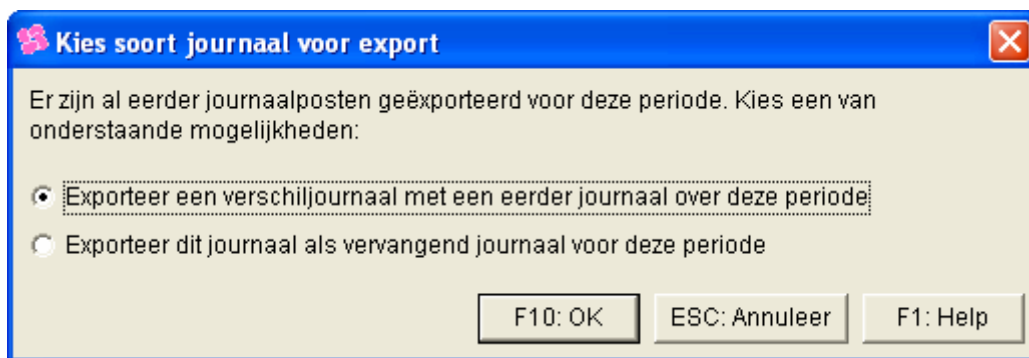 Kies soort journaal voor export
Er zijn al eerder journaalposten geëxporteerd voor deze periode. Kies een van
onderstaande mogelijkheden:
Exporteer een verschiljournaal met een eerder journaal over deze periode
Exporteer dit journaal als vervangend journaal voor deze periode
F10: OK ESC: Annuleer F1: Help